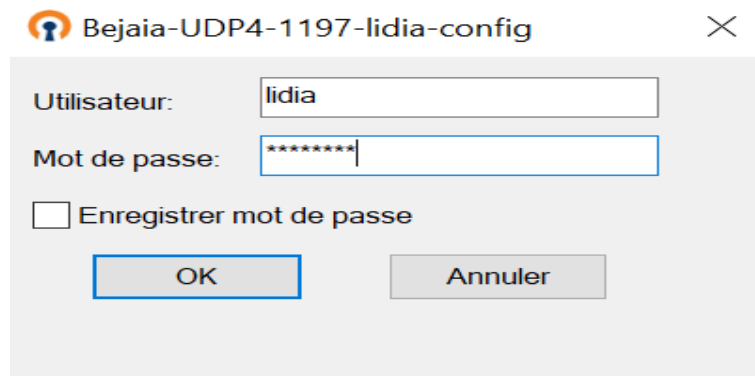 Bejaia-UDP4-1197-lidia-config
Utilisateur: lidia
Mot de passe: ********
Enregistrer mot de passe
OK Annuler